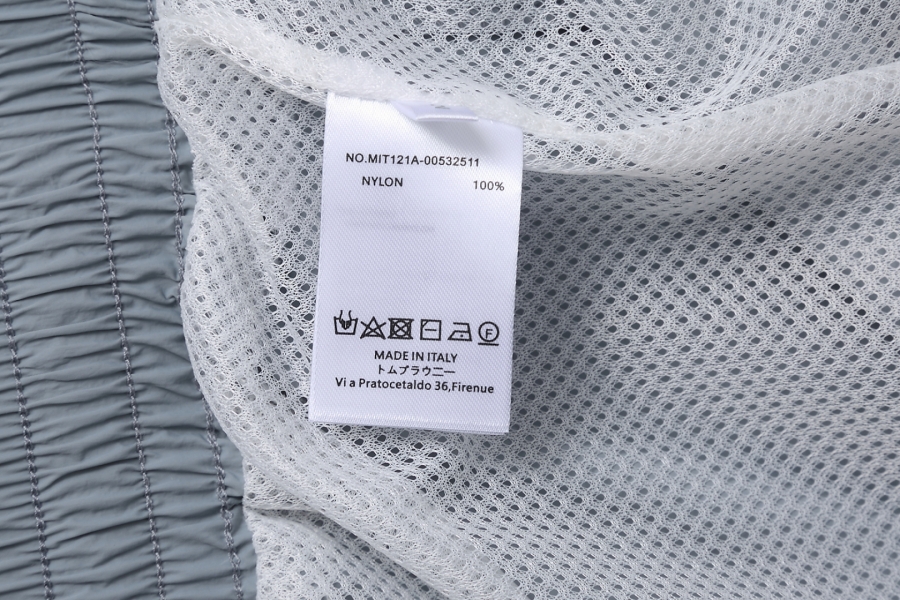 NO.MIT121A-00532511
NYLON 100%
F
MADE IN ITALY
トムブラウニー
Vi a Pratocetaldo 36,Firenue